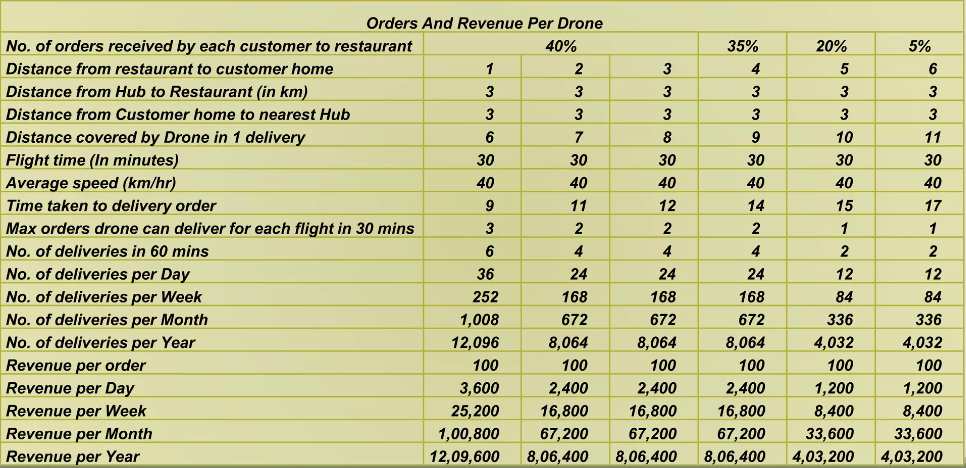 Orders And Revenue Per Drone
No. of orders received by each customer to restaurant 40% 35% 20% 5%
Distance from restaurant to customer home 1 2 3 4 5 6
Distance from Hub to Restaurant (in km) 3 3 3 3 3 3
Distance from Customer home to nearest Hub 3 3 3 3 3 3
Distance covered by Drone in 1 delivery 6 7 8 9 10 11
Flight time (In minutes) 30 30 30 30 30 30
Average speed (km/hr) 40 40 40 40 40 40
Time taken to delivery order 9 11 12 14 15 17
Max orders drone can deliver for each flight in 30 mins 3 2 2 2 1 1
No. of deliveries in 60 mins 6 4 4 4 2 2
No. of deliveries per Day 36 24 24 24 12 12
No. of deliveries per Week 252 168 168 168 84 84
No. of deliveries per Month 1,008 672 672 672 336 336
No. of deliveries per Year 12,096 8,064 8,064 8,064 4,032 4,032
Revenue per order 100 100 100 100 100 100
Revenue per Day 3,600 2,400 2,400 2,400 1,200 1,200
Revenue per Week 25,200 16,800 16,800 16,800 8,400 8,400
Revenue per Month 1,00,800 67,200 67,200 67,200 33,600 33,600
Revenue per Year 12,09,600 8,06,400 8,06,400 8,06,400 4,03,200 4,03,200